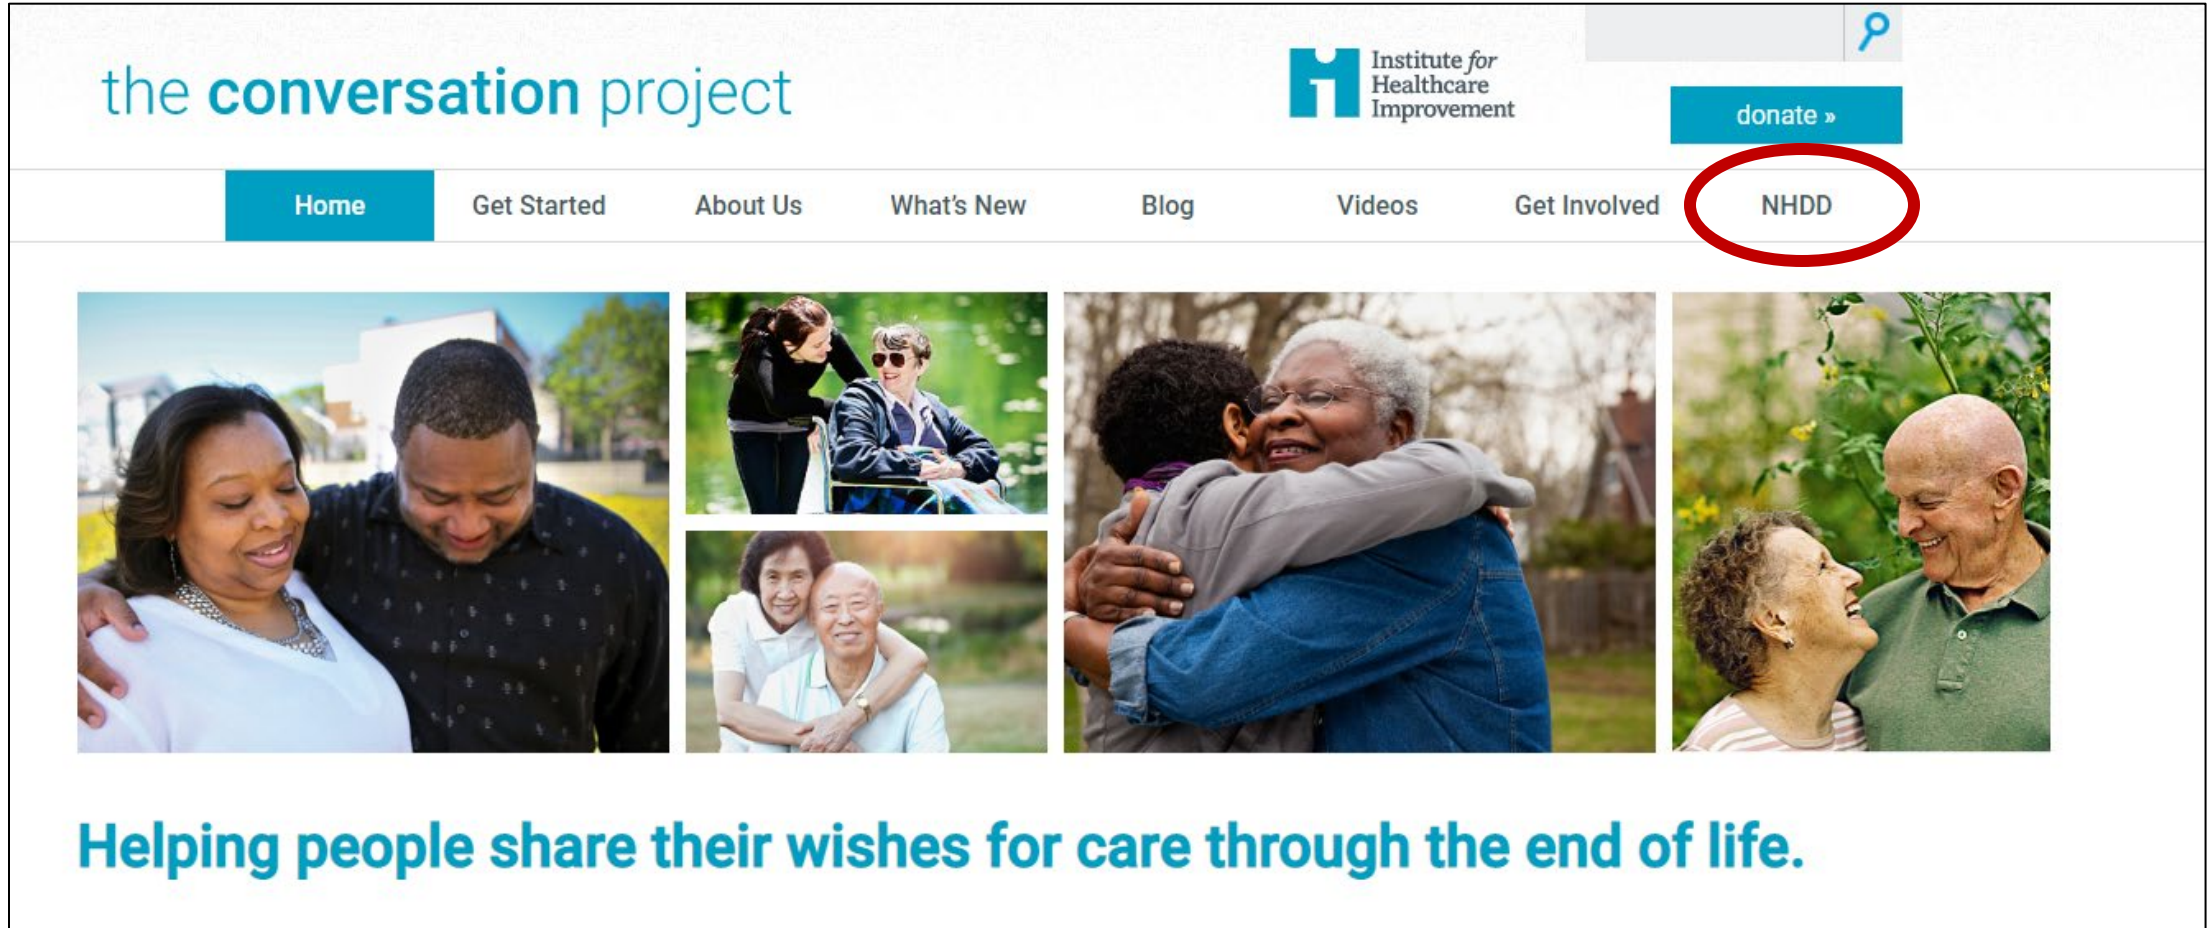 the conversation project
Institute for
Healthcare
Improvement
donate »
Home Get Started About Us What's New Blog Videos Get Involved NHDD
Helping people share their wishes for care through the end of life.